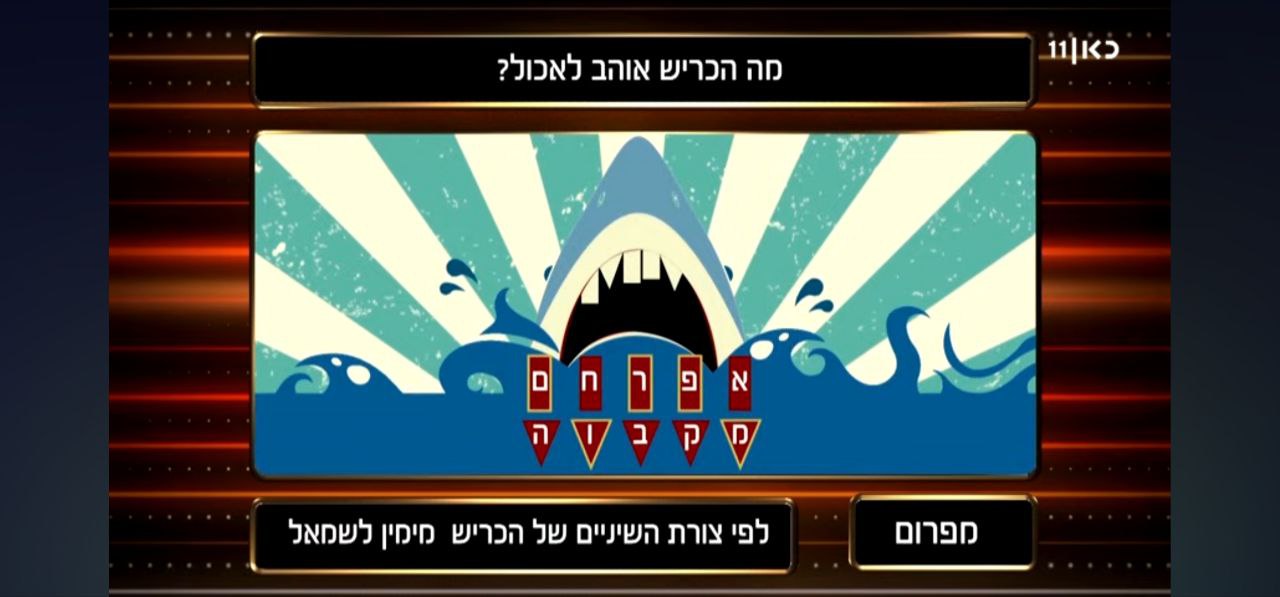 כאן|11
מה הכריש אוהב לאכול?
א פ ר ח ם
מ ק ב ו ה
מפרום
לפי צורת השיניים של הכריש מימין לשמאל